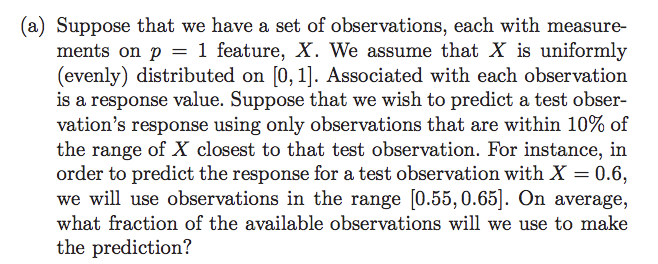 (a) Suppose that we have a set of observations, each with measure-
ments on p = 1 feature, X. We assume that X is uniformly
(evenly) distributed on [0, 1]. Associated with each observation
is a response value. Suppose that we wish to predict a test obser-
vation's response using only observations that are within 10% of
the range of X closest to that test observation. For instance, in
order to predict the response for a test observation with X = 0.6,
we will use observations in the range [0.55, 0.65]. On average,
what fraction of the available observations will we use to make
the prediction?